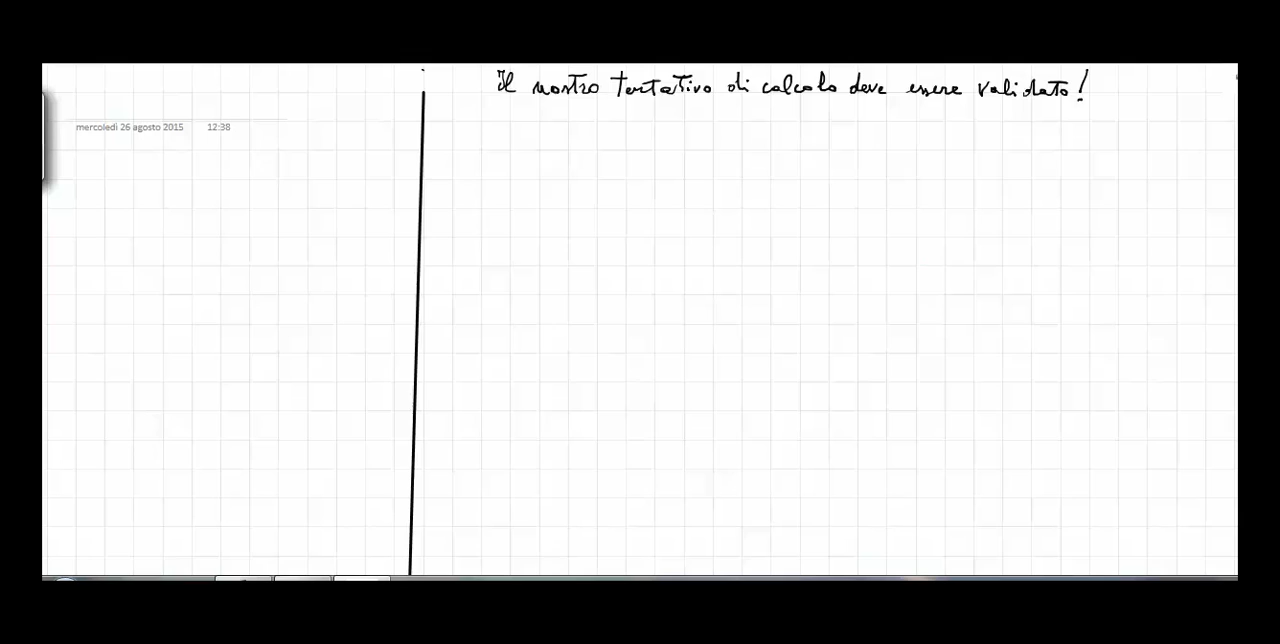 Il nostro tentativo di calcolo deve essere validato!
mercoledì 26 agosto 2015 12:38